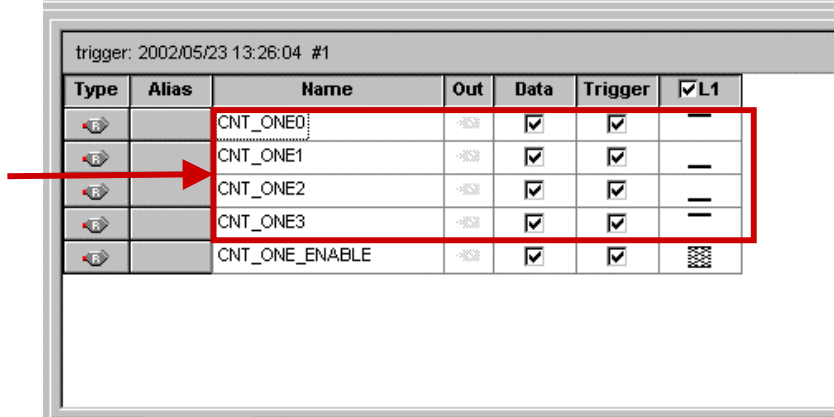 trigger: 2002/05/23 13:26:04 #1
Type Alias Name Out Data Trigger L1
CNT_ONE0
CNT_ONE1
CNT_ONE2
CNT_ONE3
CNT_ONE_ENABLE